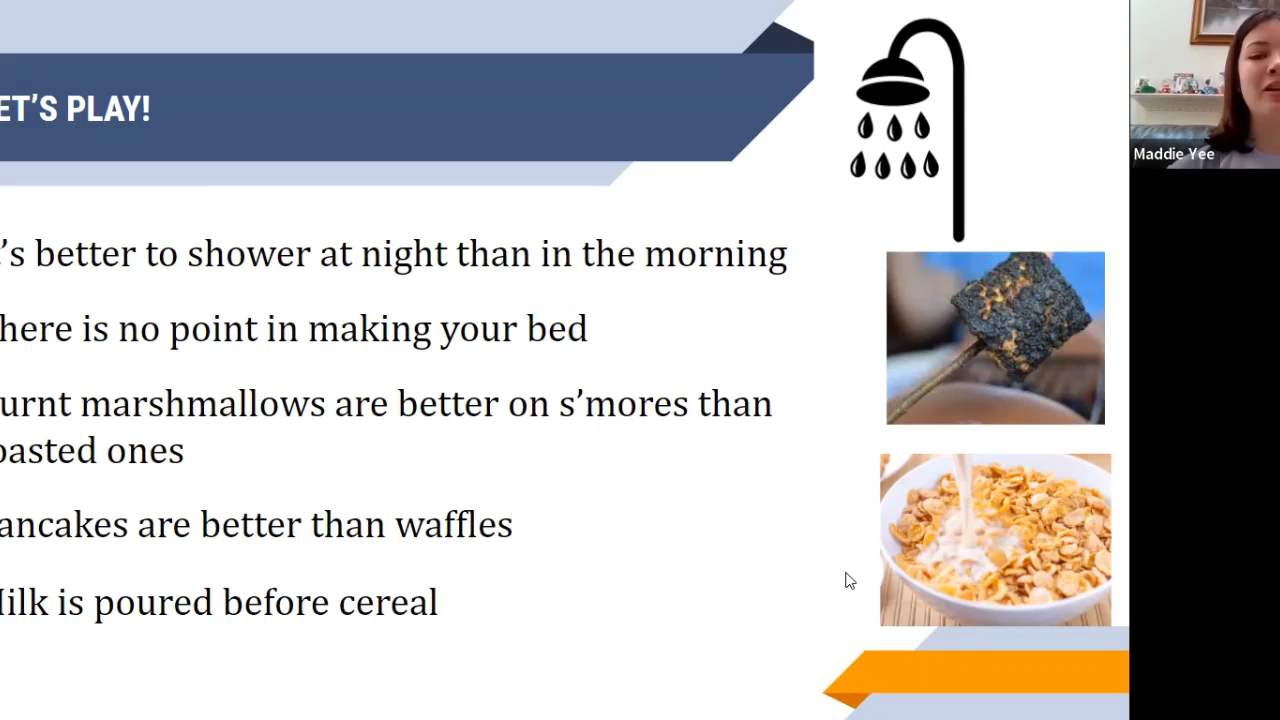 ET'S PLAY!
Maddie Yee
's better to shower at night than in the morning
here is no point in making your bed
urnt marshmallows are better on s'mores than
oasted ones
ancakes are better than waffles
ilk is poured before cereal